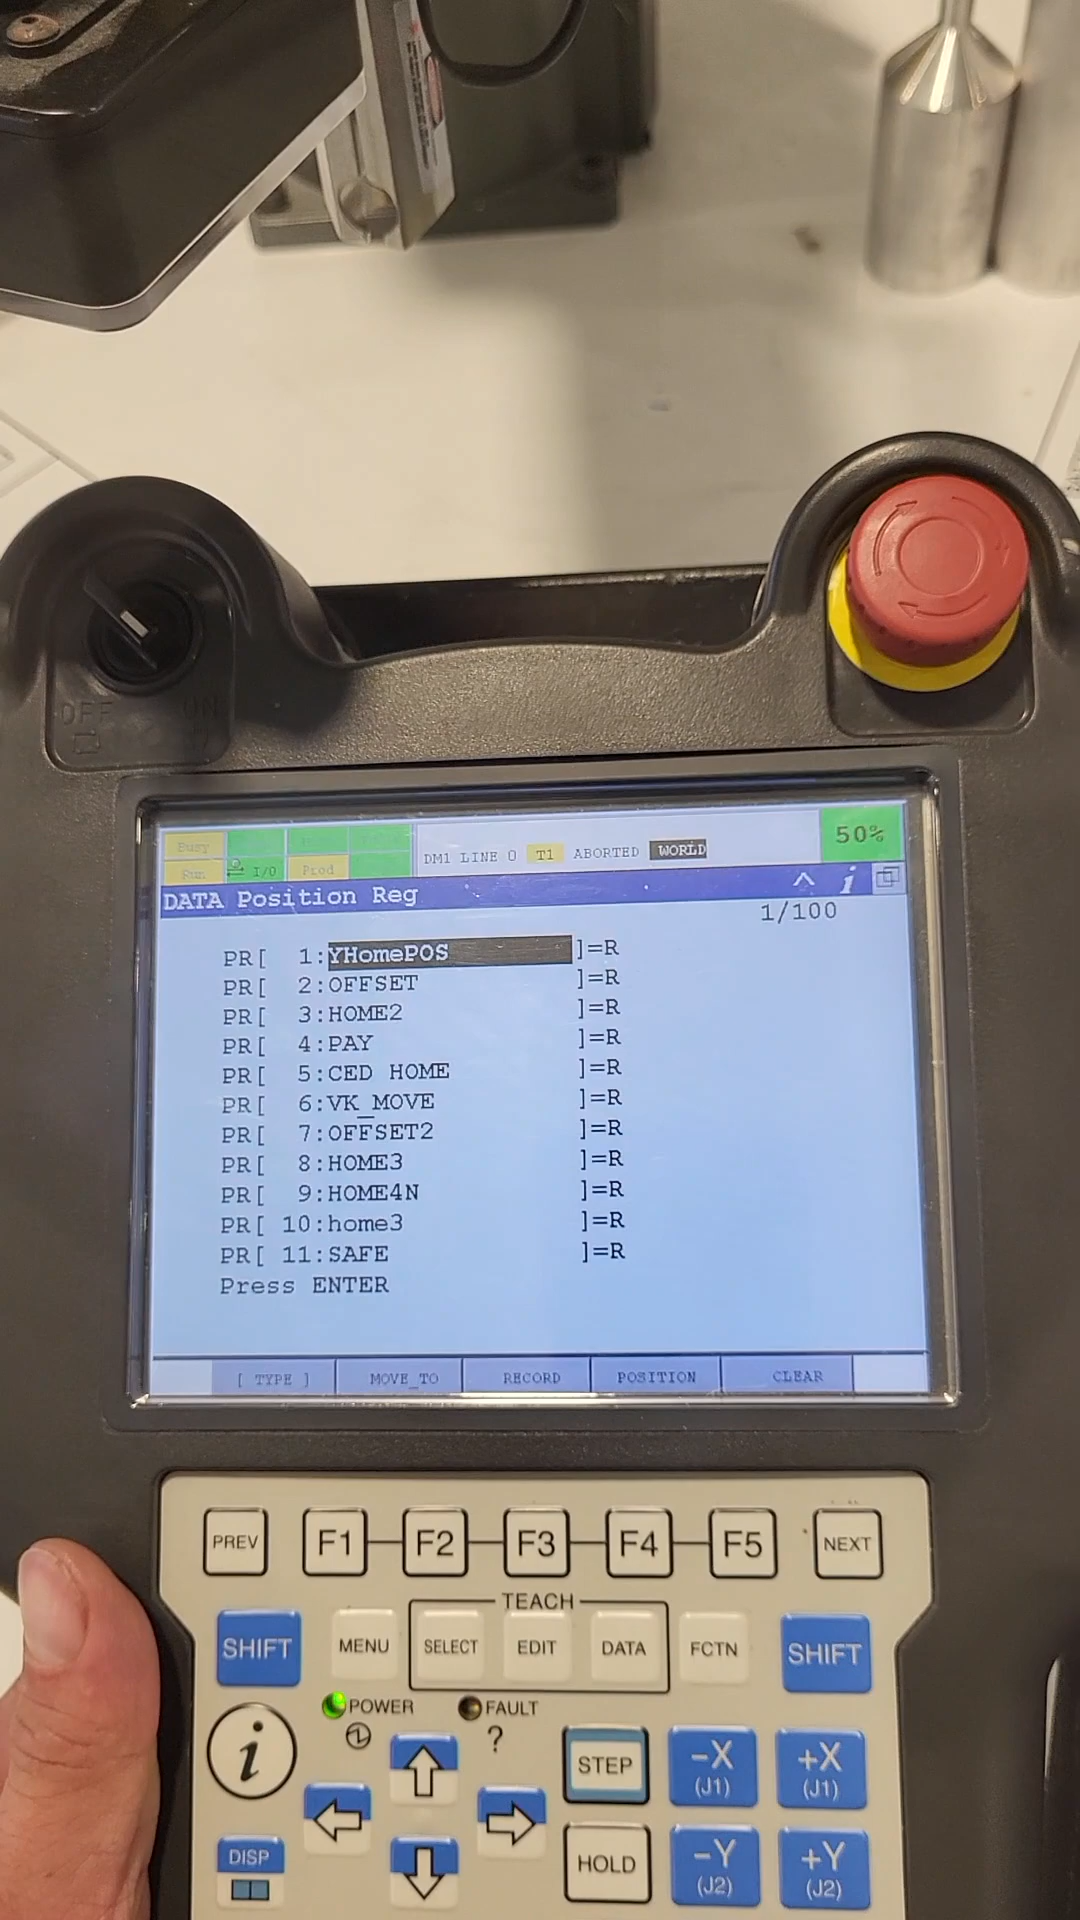 OFF ON
Busy
Run I/O Prod
DM1 LINE 0 T1 ABORTED WORLD 50%
DATA Position Reg
1/100
PR[ 1:YHomePOS ]=R
PR[ 2:OFFSET ]=R
PR[ 3:HOME2 ]=R
PR[ 4:PAY ]=R
PR[ 5:CED HOME ]=R
PR[ 6:VK_MOVE ]=R
PR[ 7:OFFSET2 ]=R
PR[ 8:HOME3 ]=R
PR[ 9:HOME4N ]=R
PR[ 10:home3 ]=R
PR[ 11:SAFE ]=R
Press ENTER
[ TYPE ] MOVE_TO RECORD POSITION CLEAR
PREV F1 F2 F3 F4 F5 NEXT
TEACH
SHIFT MENU SELECT EDIT DATA FCTN SHIFT
POWER FAULT
i ? STEP -X (J1) +X (J1)
DISP HOLD -Y (J2) +Y (J2)